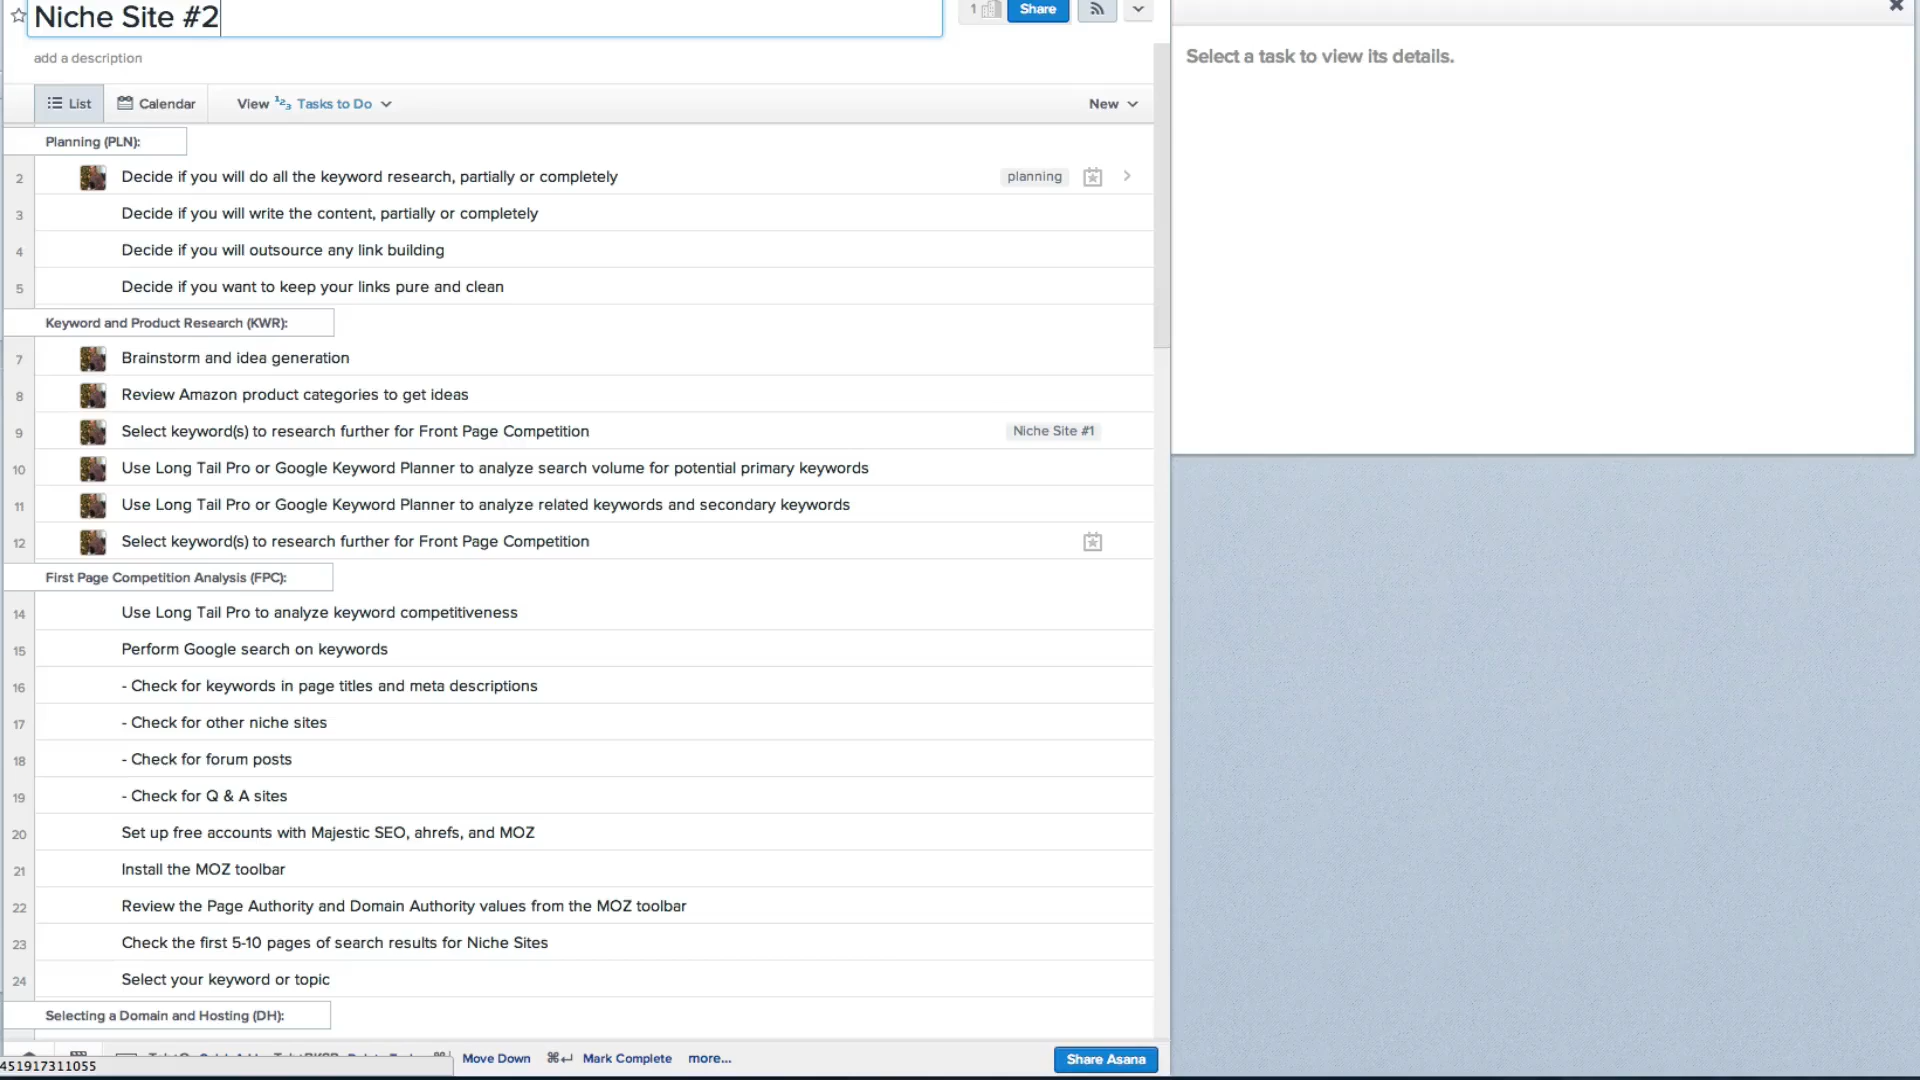 Niche Site #2
1
Share
add a description
List
Calendar
View
Tasks to Do
New
Select a task to view its details.
Planning (PLN):
2 Decide if you will do all the keyword research, partially or completely planning
3 Decide if you will write the content, partially or completely
4 Decide if you will outsource any link building
5 Decide if you want to keep your links pure and clean
Keyword and Product Research (KWR):
7 Brainstorm and idea generation
8 Review Amazon product categories to get ideas
9 Select keyword(s) to research further for Front Page Competition Niche Site #1
10 Use Long Tail Pro or Google Keyword Planner to analyze search volume for potential primary keywords
11 Use Long Tail Pro or Google Keyword Planner to analyze related keywords and secondary keywords
12 Select keyword(s) to research further for Front Page Competition
First Page Competition Analysis (FPC):
14 Use Long Tail Pro to analyze keyword competitiveness
15 Perform Google search on keywords
16 - Check for keywords in page titles and meta descriptions
17 - Check for other niche sites
18 - Check for forum posts
19 - Check for Q & A sites
20 Set up free accounts with Majestic SEO, ahrefs, and MOZ
21 Install the MOZ toolbar
22 Review the Page Authority and Domain Authority values from the MOZ toolbar
23 Check the first 5-10 pages of search results for Niche Sites
24 Select your keyword or topic
Selecting a Domain and Hosting (DH):
Move Down ⌘↵ Mark Complete more...
Share Asana
451917311055